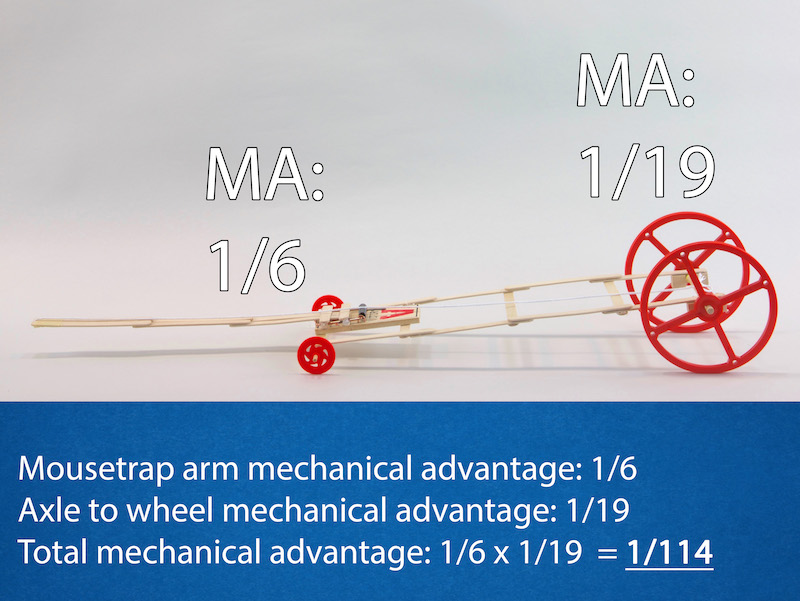 MA:
1/19
MA:
1/6
Mousetrap arm mechanical advantage: 1/6
Axle to wheel mechanical advantage: 1/19
Total mechanical advantage: 1/6 x 1/19 = 1/114